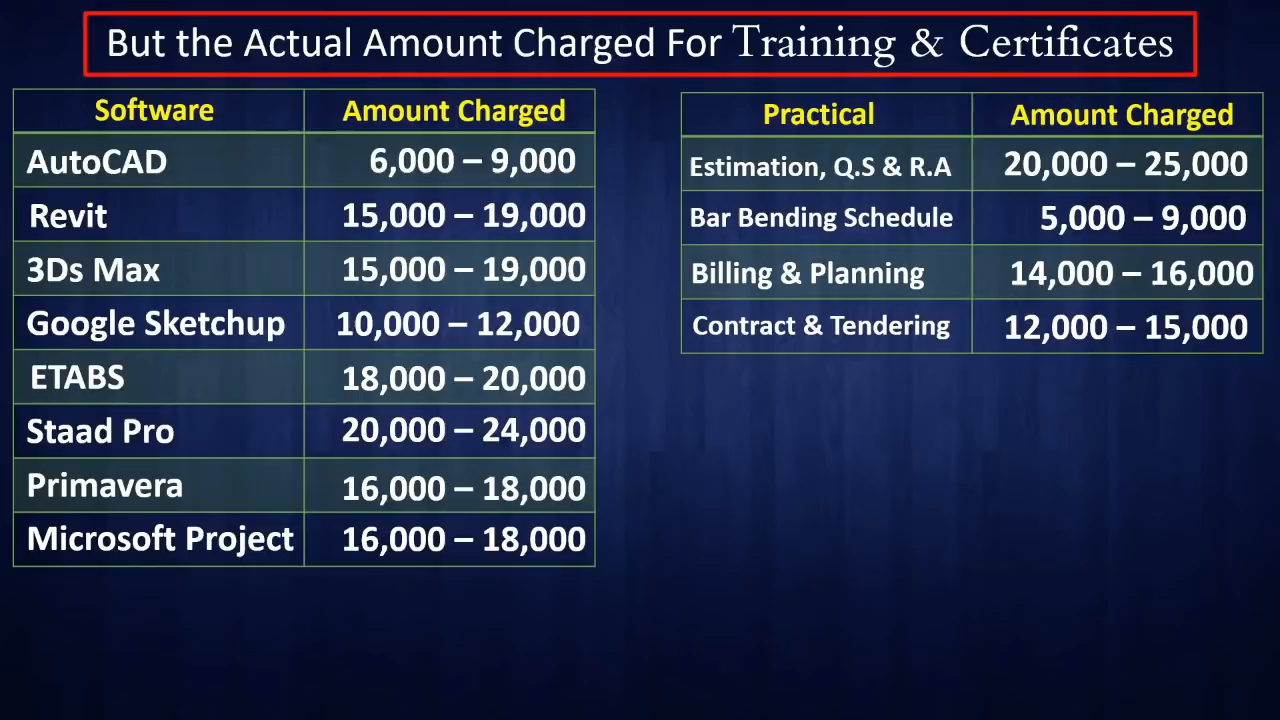 But the Actual Amount Charged For Training & Certificates
Software Amount Charged
AutoCAD 6,000 – 9,000
Revit 15,000 – 19,000
3Ds Max 15,000 – 19,000
Google Sketchup 10,000 – 12,000
ETABS 18,000 – 20,000
Staad Pro 20,000 – 24,000
Primavera 16,000 – 18,000
Microsoft Project 16,000 – 18,000
Practical Amount Charged
Estimation, Q.S & R.A 20,000 – 25,000
Bar Bending Schedule 5,000 – 9,000
Billing & Planning 14,000 – 16,000
Contract & Tendering 12,000 – 15,000